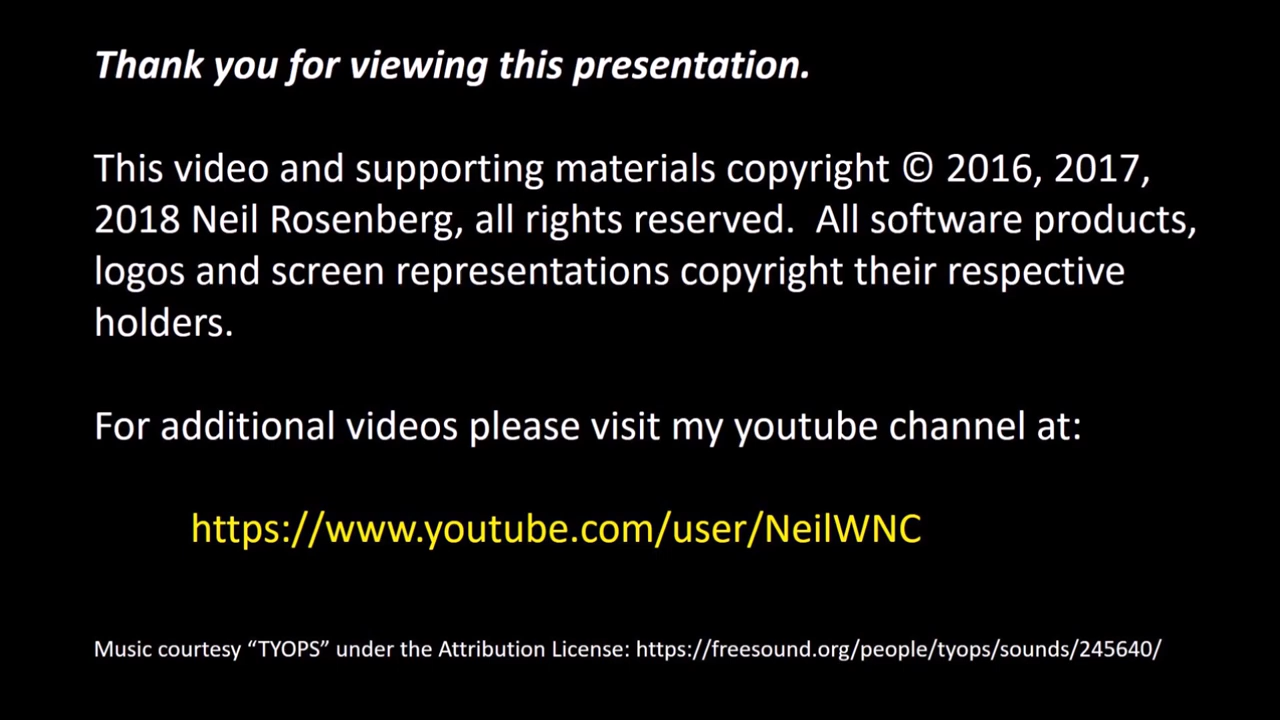 Thank you for viewing this presentation.
This video and supporting materials copyright © 2016, 2017,
2018 Neil Rosenberg, all rights reserved.  All software products,
logos and screen representations copyright their respective
holders.
For additional videos please visit my youtube channel at:
https://www.youtube.com/user/NeilWNC
Music courtesy “TYOPS” under the Attribution License: https://freesound.org/people/tyops/sounds/245640/